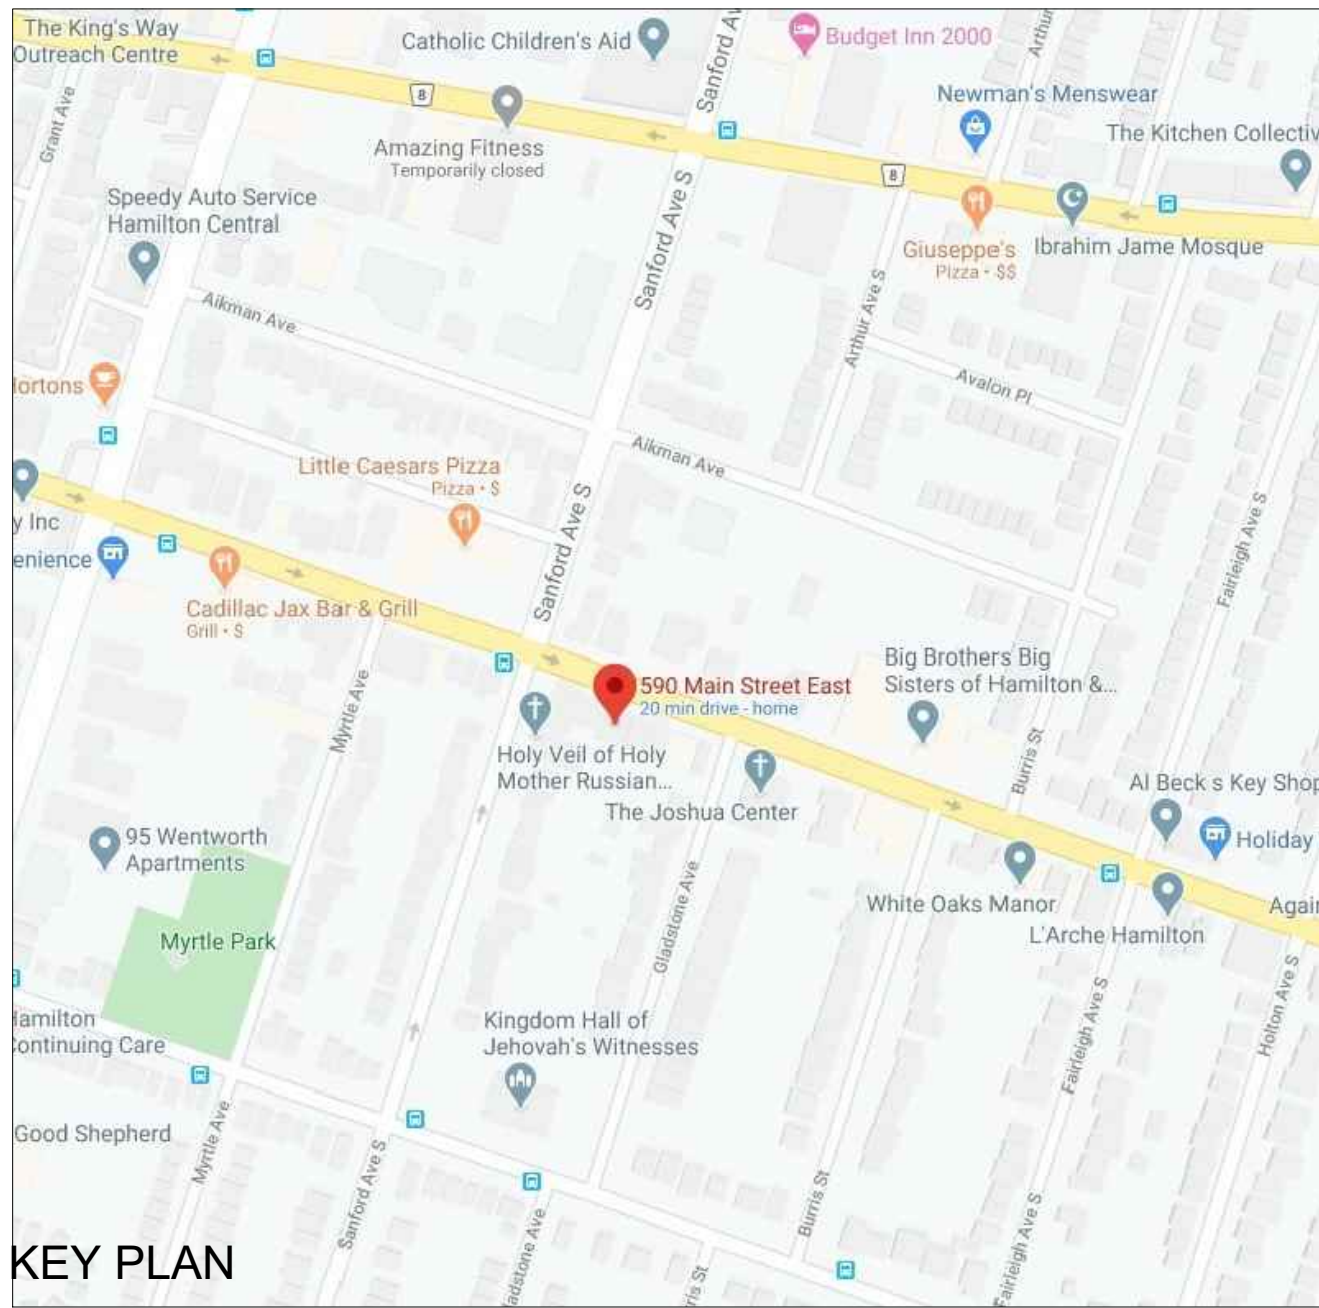 The King's Way
Outreach Centre
Catholic Children's Aid
Sanford Av
Budget Inn 2000
Arthur
8
Grant Ave
Amazing Fitness
Temporarily closed
Newman's Menswear
The Kitchen Collectiv
8
Speedy Auto Service
Hamilton Central
Sanford Ave S
Giuseppe's
Pizza • $$
Ibrahim Jame Mosque
Aikman Ave
Arthur Ave S
Hortons
Avalon Pl
Aikman Ave
Little Caesars Pizza
Pizza • $
y Inc
Sanford Ave S
Fairleigh Ave S
enience
Cadillac Jax Bar & Grill
Grill • $
Myrtle Ave
590 Main Street East
20 min drive - home
Big Brothers Big
Sisters of Hamilton &...
Holy Veil of Holy
Mother Russian...
The Joshua Center
Burris St
Al Beck s Key Shop
Holiday
95 Wentworth
Apartments
White Oaks Manor
Again
L'Arche Hamilton
Myrtle Park
Gladstone Ave
Hamilton
Continuing Care
Kingdom Hall of
Jehovah's Witnesses
Fairleigh Ave S
Holton Ave S
Good Shepherd
Myrtle Ave
Sanford Ave S
Burris St
Fairleigh Ave S
adstone Ave
ris St
KEY PLAN